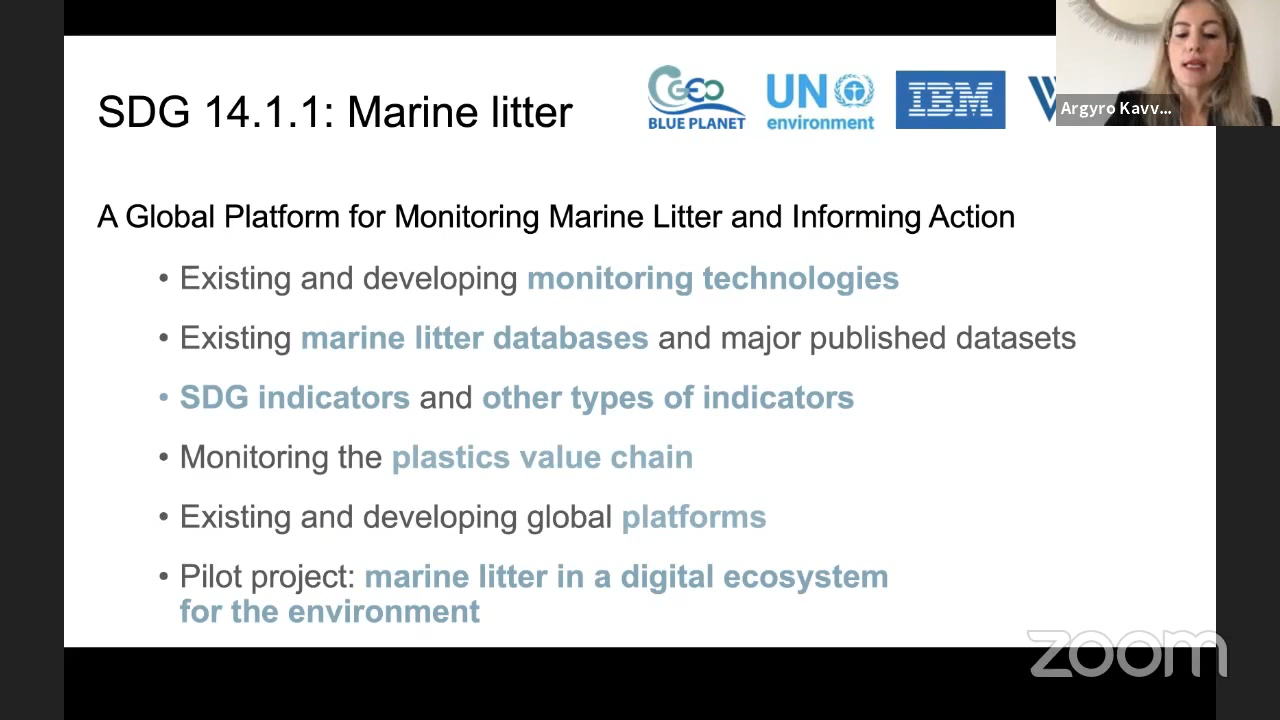 SDG 14.1.1: Marine litter
GEO
BLUE PLANET
UN
environment
IBM
Argyro Kavv...
A Global Platform for Monitoring Marine Litter and Informing Action
• Existing and developing monitoring technologies
• Existing marine litter databases and major published datasets
• SDG indicators and other types of indicators
• Monitoring the plastics value chain
• Existing and developing global platforms
• Pilot project: marine litter in a digital ecosystem
for the environment
zoom